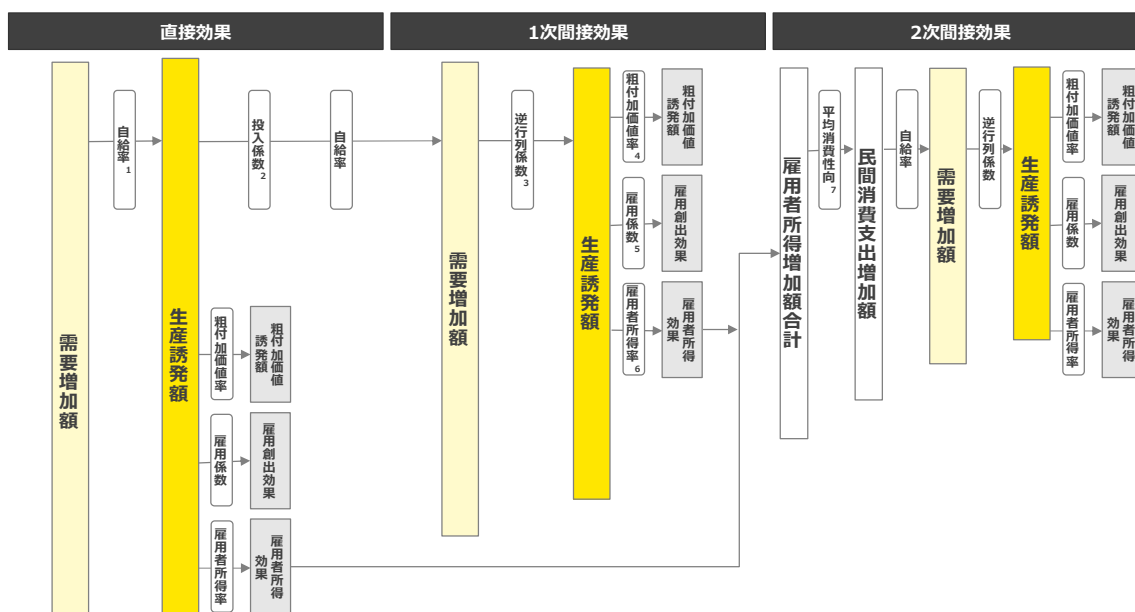 直接効果
需要増加額
自給率1
生産誘発額
投入係数2
自給率
粗付加価値率
粗付加価値
誘発額
雇用係数
雇用創出効果
雇用者所得率
雇用者所得
効果
1次間接効果
需要増加額
逆行列係数3
生産誘発額
粗付加価値率4
粗付加価値
誘発額
雇用係数5
雇用創出効果
雇用者所得率6
雇用者所得
効果
2次間接効果
雇用者所得増加額合計
平均消費性向7
民間消費支出増加額
自給率
需要増加額
逆行列係数
生産誘発額
粗付加価値率
粗付加価値
誘発額
雇用係数
雇用創出効果
雇用者所得率
雇用者所得
効果